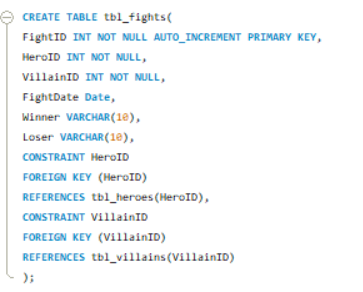 CREATE TABLE tbl_fights(
FightID INT NOT NULL AUTO_INCREMENT PRIMARY KEY,
HeroID INT NOT NULL,
VillainID INT NOT NULL,
FightDate Date,
Winner VARCHAR(10),
Loser VARCHAR(10),
CONSTRAINT HeroID
FOREIGN KEY (HeroID)
REFERENCES tbl_heroes(HeroID),
CONSTRAINT VillainID
FOREIGN KEY (VillainID)
REFERENCES tbl_villains(VillainID)
);